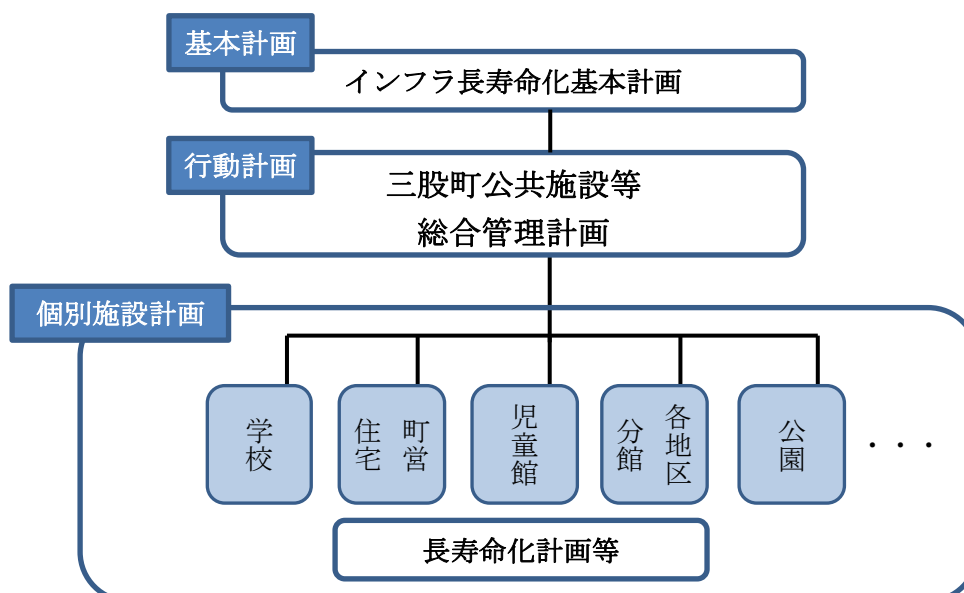 基本計画
インフラ長寿命化基本計画
行動計画
三股町公共施設等
総合管理計画
個別施設計画
学校
町営
住宅
児童館
各地区
分館
公園
・・・
長寿命化計画等